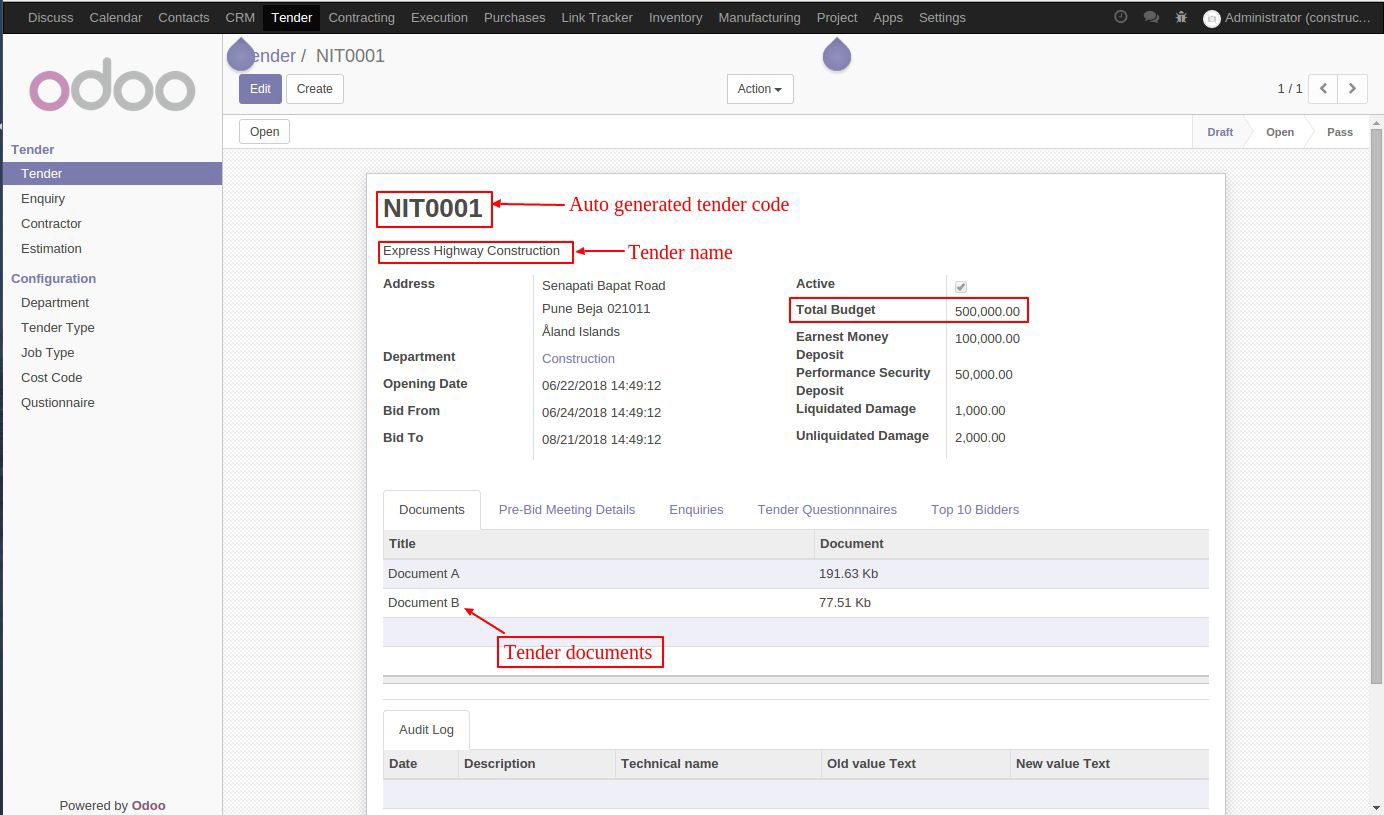 Discuss Calendar Contacts CRM Tender Contracting Execution Purchases Link Tracker Inventory Manufacturing Project Apps Settings Administrator (construc...
odoo
Tender
Tender
Enquiry
Contractor
Estimation
Configuration
Department
Tender Type
Job Type
Cost Code
Qustionnaire
Powered by Odoo
ender / NIT0001
Edit Create Action 1 / 1
Open Draft Open Pass
NIT0001 Auto generated tender code
Express Highway Construction Tender name
Address Senapati Bapat Road
Pune Beja 021011
Åland Islands
Department Construction
Opening Date 06/22/2018 14:49:12
Bid From 06/24/2018 14:49:12
Bid To 08/21/2018 14:49:12
Active
Total Budget 500,000.00
Earnest Money 100,000.00
Deposit
Performance Security 50,000.00
Deposit
Liquidated Damage 1,000.00
Unliquidated Damage 2,000.00
Documents Pre-Bid Meeting Details Enquiries Tender Questionnnaires Top 10 Bidders
Title Document
Document A 191.63 Kb
Document B 77.51 Kb
Tender documents
Audit Log
Date Description Technical name Old value Text New value Text